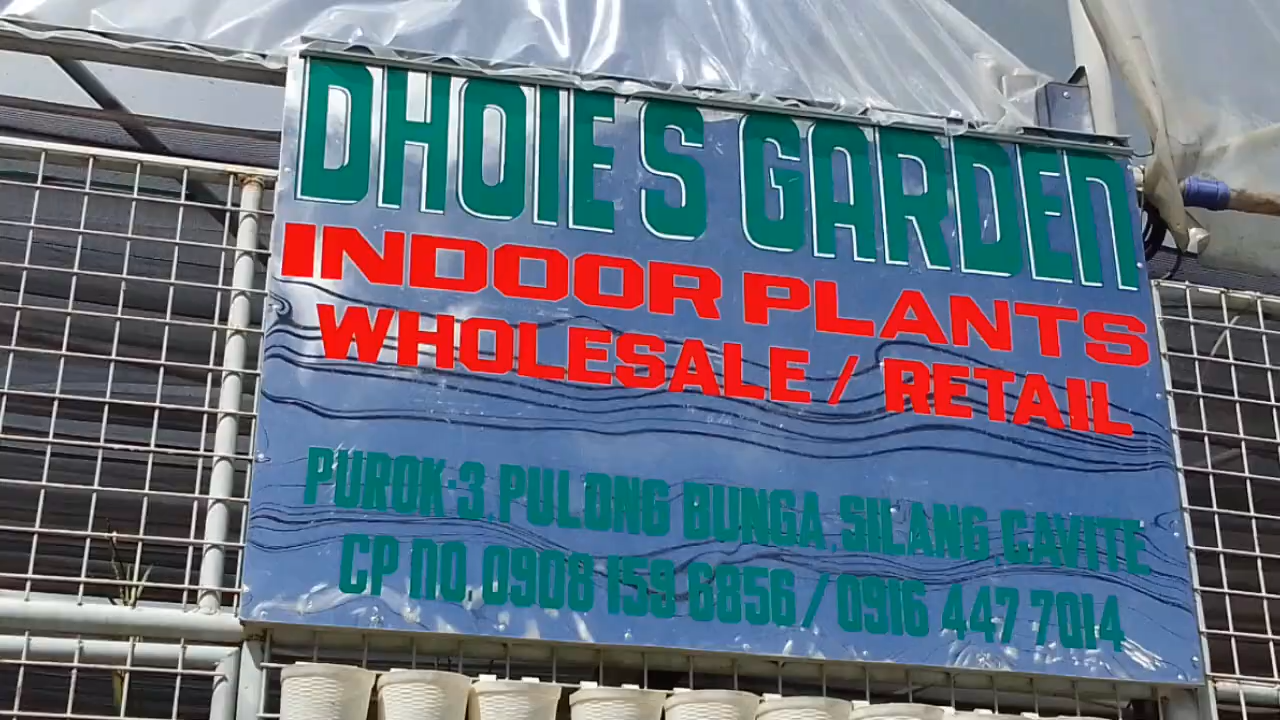 DHOIE'S GARDEN
INDOOR PLANTS
WHOLESALE / RETAIL
PUROK-3, PULONG BUNGA, SILANG, CAVITE
CP NO. 0908 159 6856 / 0916 447 7014